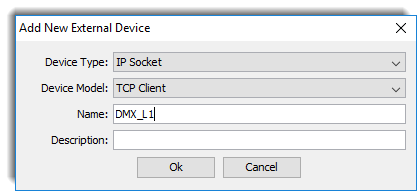 Add New External Device
Device Type: IP Socket
Device Model: TCP Client
Name: DMX_L1
Description:
Ok Cancel